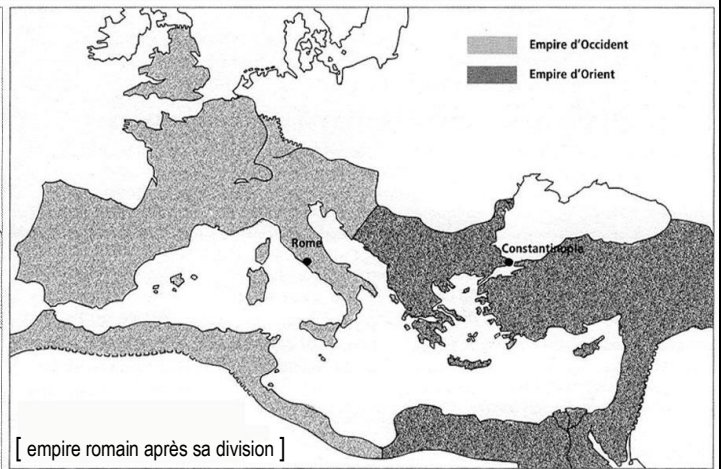 Empire d'Occident
Empire d'Orient
Rome
Constantinople
[ empire romain après sa division ]